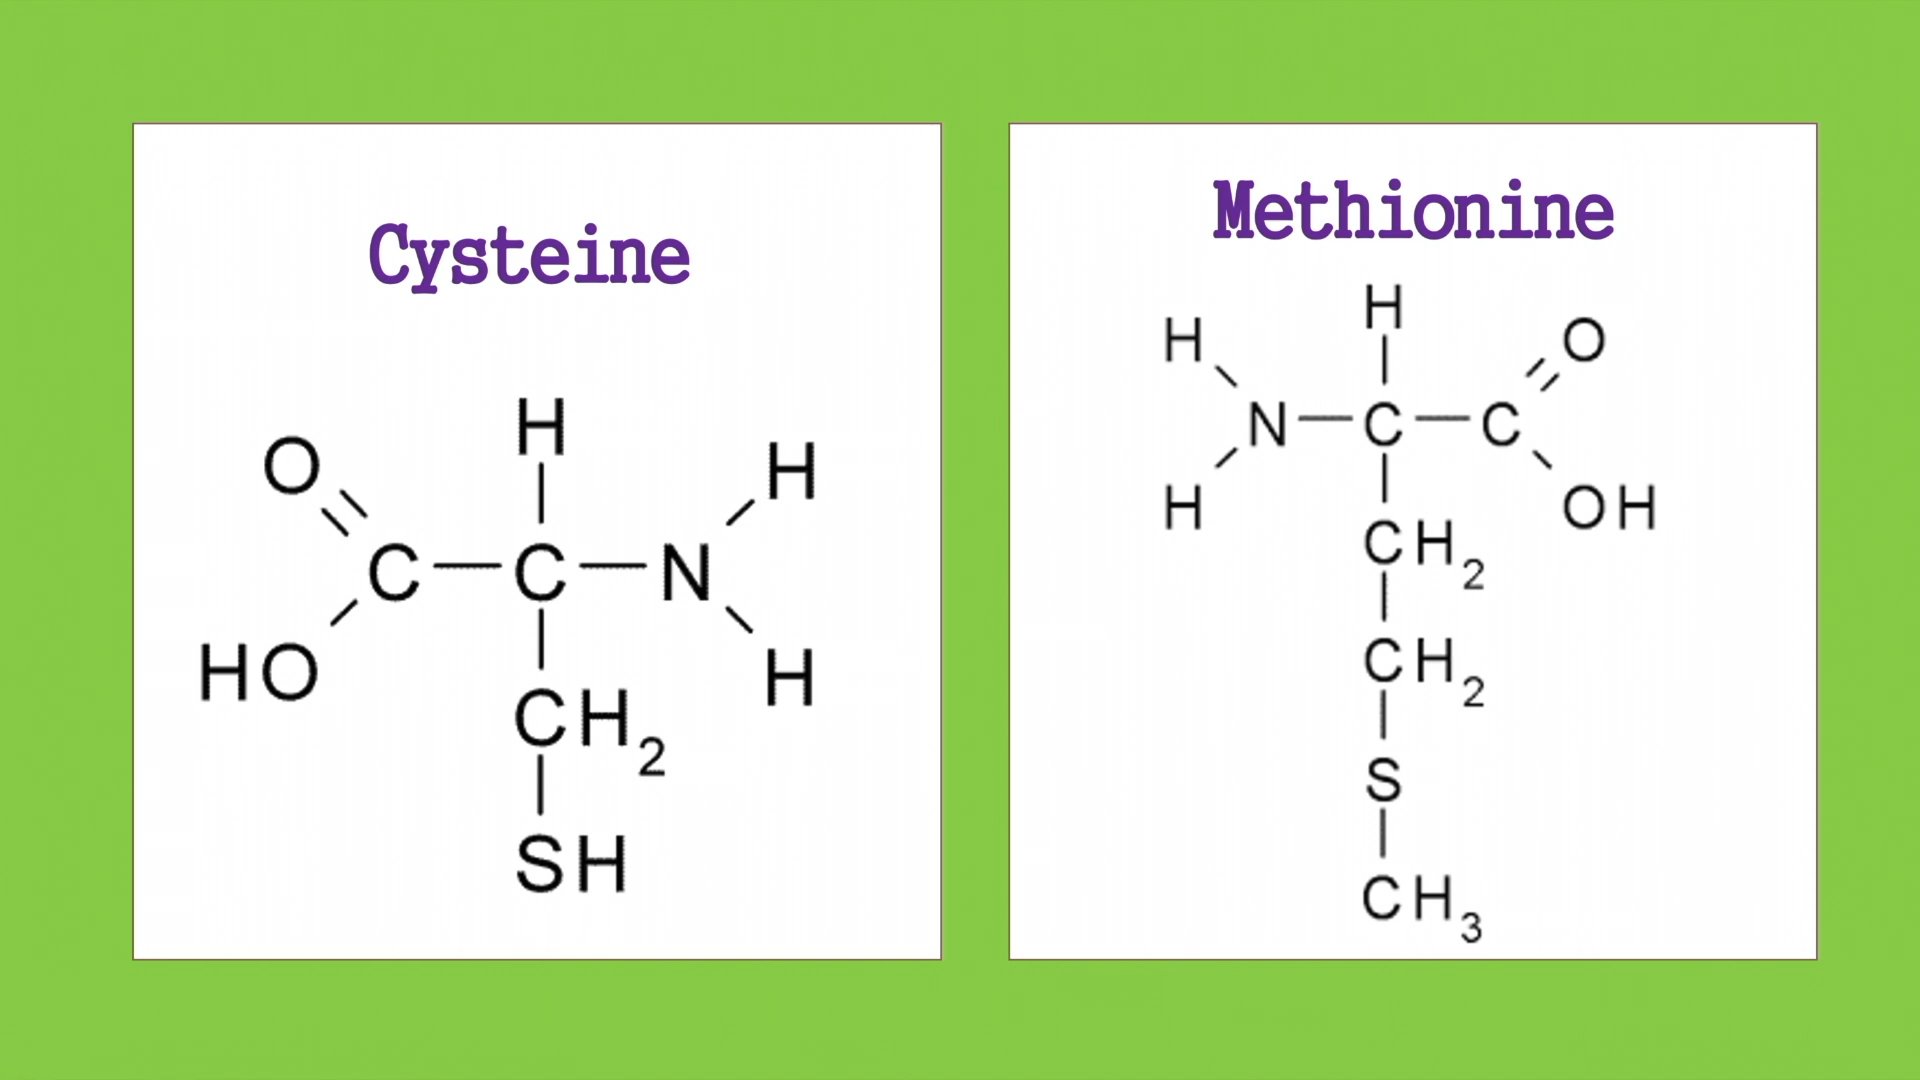 Cysteine
H
O H
C C N
HO H
CH2
SH
Methionine
H
H O
N C C
H OH
CH2
CH2
S
CH3